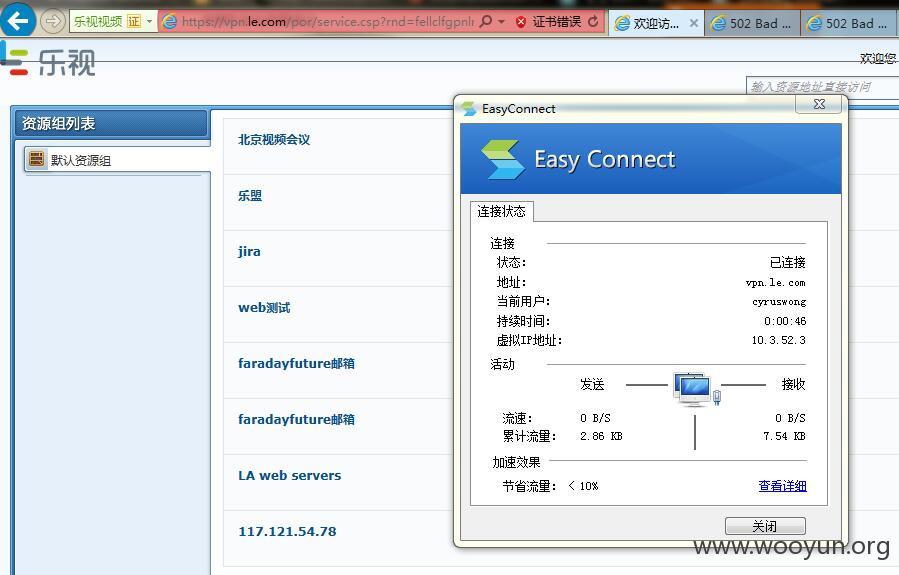 乐视视频 证
https://vpn.le.com/por/service.csp?rnd=fellclfgpnlr
证书错误
欢迎访...
502 Bad ...
502 Bad ...
乐视
欢迎您
输入资源地址直接访问
资源组列表
默认资源组
北京视频会议
乐盟
jira
web测试
faradayfuture邮箱
faradayfuture邮箱
LA web servers
117.121.54.78
EasyConnect
Easy Connect
连接状态
连接
状态: 已连接
地址: vpn.le.com
当前用户: cyruswong
持续时间: 0:00:46
虚拟IP地址: 10.3.52.3
活动
发送 接收
流速: 0 B/S 0 B/S
累计流量: 2.86 KB 7.54 KB
加速效果
节省流量: < 10% 查看详细
关闭
www.wooyun.org